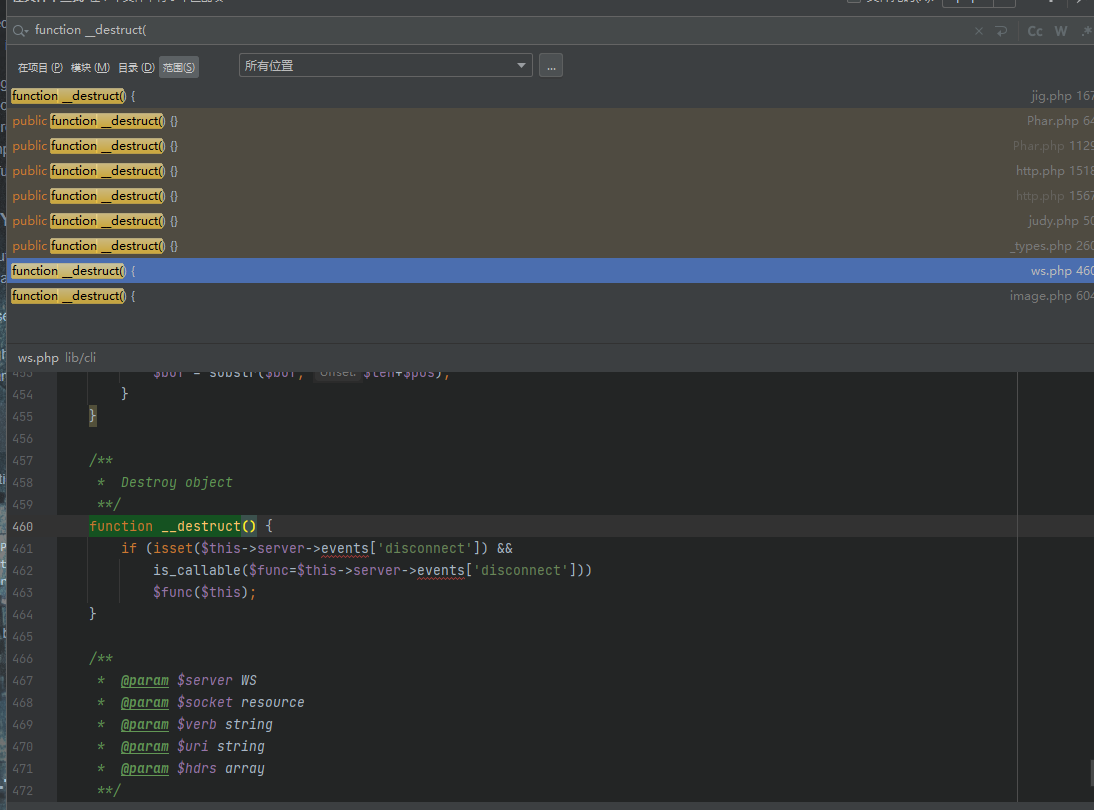 function __destruct(
Cc W .*
在项目 (P) 模块 (M) 目录 (D) 范围(S) 所有位置 ...
function __destruct() { jig.php 167
public function __destruct() {} Phar.php 64
public function __destruct() {} Phar.php 1129
public function __destruct() {} http.php 1518
public function __destruct() {} http.php 1567
public function __destruct() {} judy.php 50
public function __destruct() {} _types.php 260
function __destruct() { ws.php 460
function __destruct() { image.php 604
ws.php lib/cli
453 $buf = substr($buf, offset: $len+$pos);
454 }
455 }
456
457 /**
458 * Destroy object
459 **/
460 function __destruct() {
461 if (isset($this->server->events['disconnect']) &&
462 is_callable($func=$this->server->events['disconnect']))
463 $func($this);
464 }
465
466 /**
467 * @param $server WS
468 * @param $socket resource
469 * @param $verb string
470 * @param $uri string
471 * @param $hdrs array
472 **/